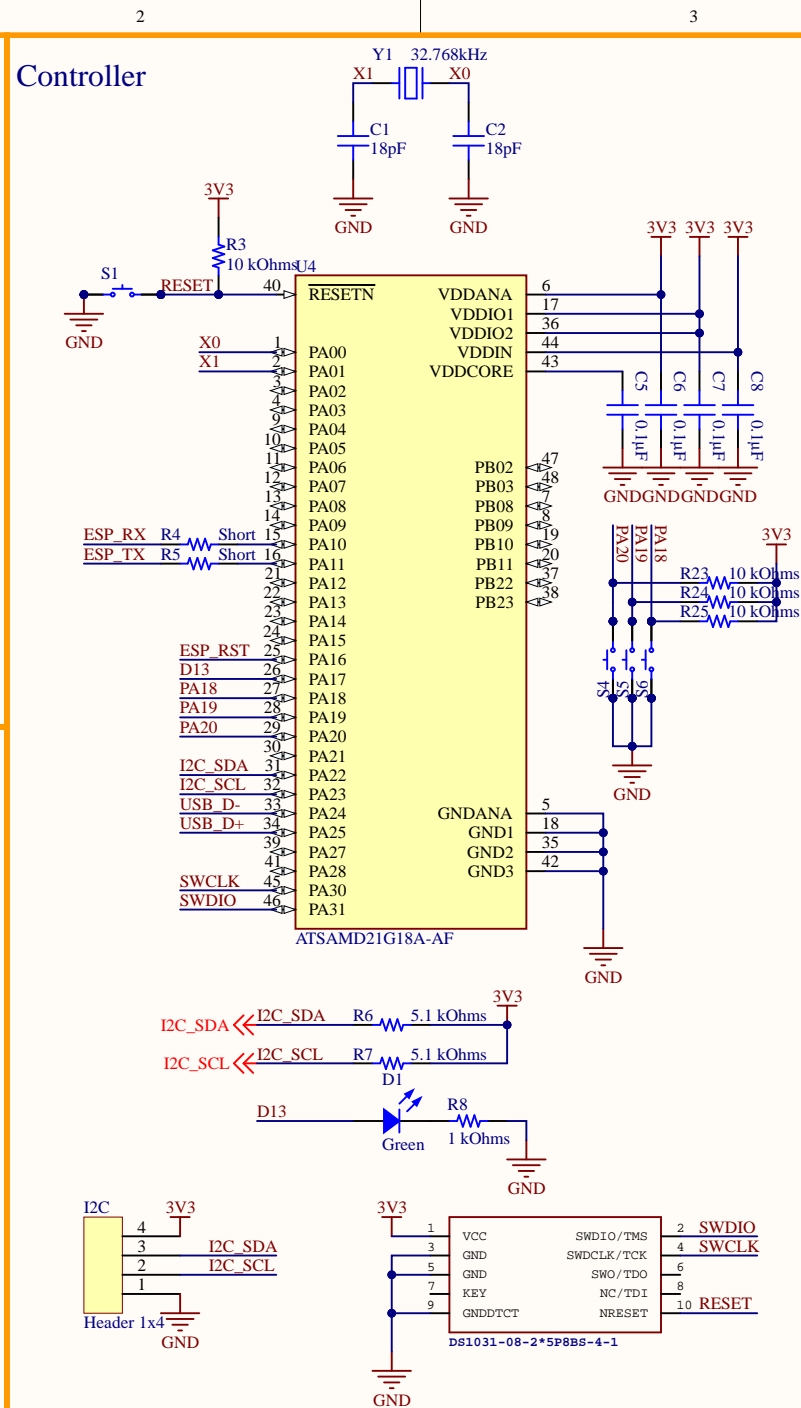 2 3
Controller
Y1 32.768kHz
X1 X0
C1
18pF
C2
18pF
GND GND
3V3
R3
10 kOhms
S1
RESET
GND
3V3 3V3 3V3
U4
40 RESETN
X0 1 PA00
X1 2 PA01
3 PA02
4 PA03
9 PA04
10 PA05
11 PA06
12 PA07
13 PA08
14 PA09
ESP_RX R4 Short 15 PA10
ESP_TX R5 Short 16 PA11
21 PA12
22 PA13
23 PA14
24 PA15
ESP_RST 25 PA16
D13 26 PA17
PA18 27 PA18
PA19 28 PA19
PA20 29 PA20
30 PA21
I2C_SDA 31 PA22
I2C_SCL 32 PA23
USB_D- 33 PA24
USB_D+ 34 PA25
39 PA27
41 PA28
SWCLK 45 PA30
SWDIO 46 PA31
VDDANA 6
VDDIO1 17
VDDIO2 36
VDDIN 44
VDDCORE 43
PB02 47
PB03 48
PB08 7
PB09 8
PB10 19
PB11 20
PB22 37
PB23 38
GNDANA 5
GND1 18
GND2 35
GND3 42
GND
ATSAMD21G18A-AF
C5 0.1µF
C6 0.1µF
C7 0.1µF
C8 0.1µF
GND GND GND GND
PA20
PA19
PA18
3V3
R23 10 kOhms
R24 10 kOhms
R25 10 kOhms
S4
S5
S6
GND
3V3
I2C_SDA I2C_SDA R6 5.1 kOhms
I2C_SCL I2C_SCL R7 5.1 kOhms
D1
D13
Green
R8
1 kOhms
GND
I2C
3V3
4
3 I2C_SDA
2 I2C_SCL
1
Header 1x4
GND
3V3
1 VCC SWDIO/TMS 2 SWDIO
3 GND SWDCLK/TCK 4 SWCLK
5 GND SWO/TDO 6
7 KEY NC/TDI 8
9 GNDDTCT NRESET 10 RESET
DS1031-08-2*5P8BS-4-1
GND